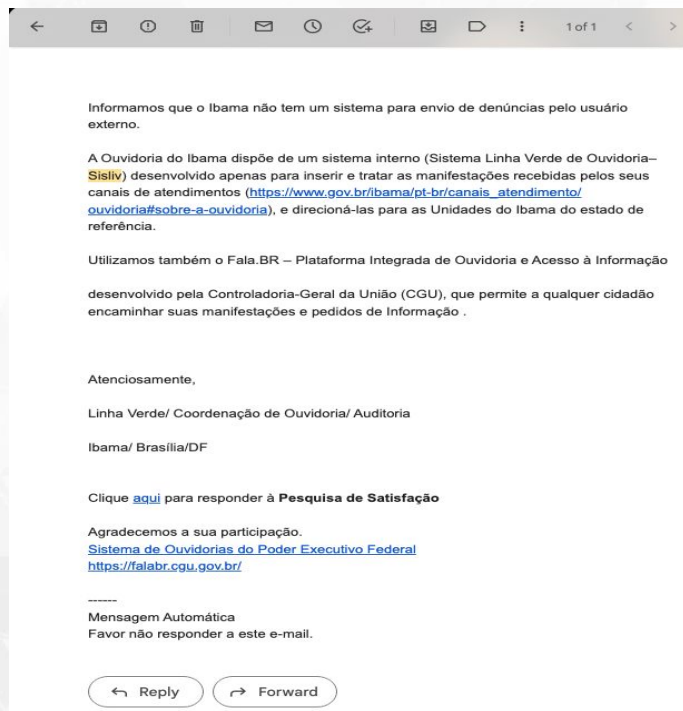 1 of 1
Informamos que o Ibama não tem um sistema para envio de denúncias pelo usuário
externo.
A Ouvidoria do Ibama dispõe de um sistema interno (Sistema Linha Verde de Ouvidoria–
Sisliv) desenvolvido apenas para inserir e tratar as manifestações recebidas pelos seus
canais de atendimentos (https://www.gov.br/ibama/pt-br/canais_atendimento/
ouvidoria#sobre-a-ouvidoria), e direcioná-las para as Unidades do Ibama do estado de
referência.
Utilizamos também o Fala.BR – Plataforma Integrada de Ouvidoria e Acesso à Informação
desenvolvido pela Controladoria-Geral da União (CGU), que permite a qualquer cidadão
encaminhar suas manifestações e pedidos de Informação .
Atenciosamente,
Linha Verde/ Coordenação de Ouvidoria/ Auditoria
Ibama/ Brasília/DF
Clique aqui para responder à Pesquisa de Satisfação
Agradecemos a sua participação.
Sistema de Ouvidorias do Poder Executivo Federal
https://falabr.cgu.gov.br/
------
Mensagem Automática
Favor não responder a este e-mail.
Reply Forward